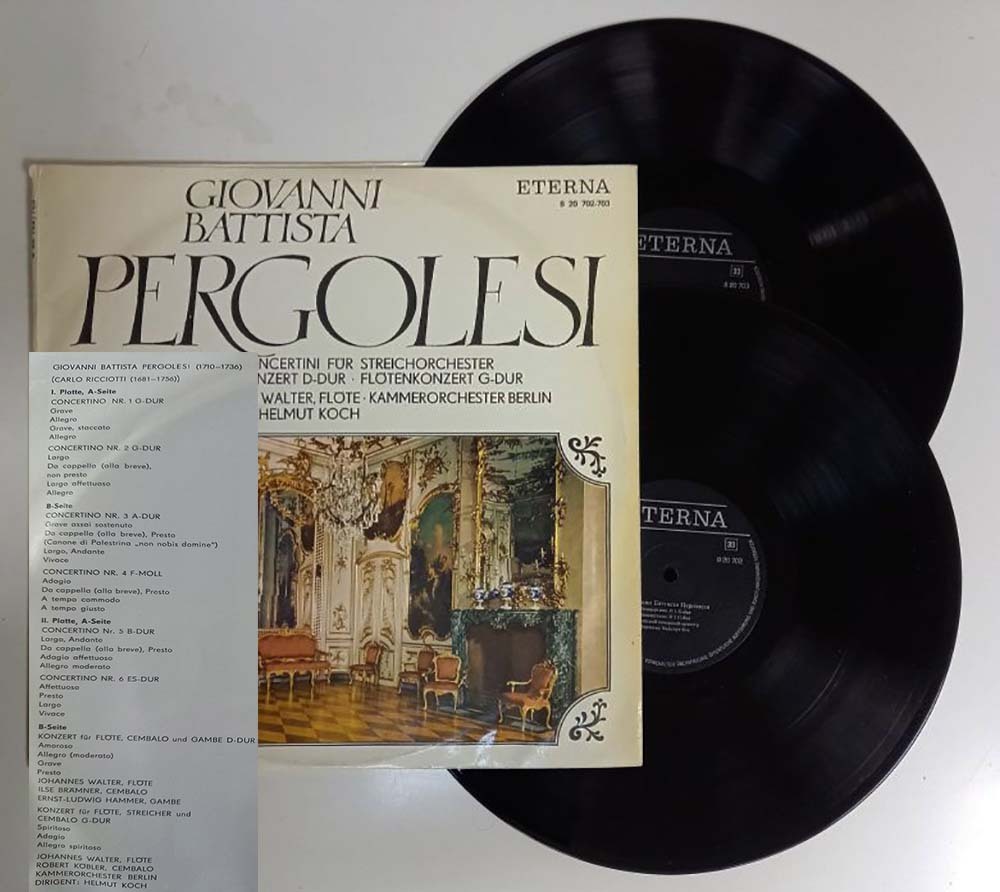 GIOVANNI
BATTISTA
PERGOLESI
ETERNA
8 20 702-703
NCERTINI FÜR STREICHORCHESTER
NZERT D-DUR · FLÖTENKONZERT G-DUR
WALTER, FLÖTE · KAMMERORCHESTER BERLIN
HELMUT KOCH
GIOVANNI BATTISTA PERGOLESI (1710—1736)
(CARLO RICCIOTTI (1681—1756))
I. Platte, A-Seite
CONCERTINO NR. 1 G-DUR
Grave
Allegro
Grave, staccato
Allegro
CONCERTINO NR. 2 G-DUR
Largo
Da cappella (alla breve),
non presto
Largo affettuoso
Allegro
B-Seite
CONCERTINO NR. 3 A-DUR
Grave assai sostenuto
Da cappella (alla breve), Presto
(Canone di Palestrina „non nobis domine")
Largo, Andante
Vivace
CONCERTINO NR. 4 F-MOLL
Adagio
Da cappella (alla breve), Presto
A tempo commodo
A tempo giusto
II. Platte, A-Seite
CONCERTINO Nr. 5 B-DUR
Largo, Andante
Da cappella (alla breve), Presto
Adagio affettuoso
Allegro moderato
CONCERTINO NR. 6 ES-DUR
Affettuoso
Presto
Largo
Vivace
B-Seite
KONZERT für FLÖTE, CEMBALO und GAMBE D-DUR
Amoroso
Allegro (moderato)
Grave
Presto
JOHANNES WALTER, FLÖTE
ILSE BRÄMNER, CEMBALO
ERNST-LUDWIG HAMMER, GAMBE
KONZERT für FLÖTE, STREICHER und
CEMBALO G-DUR
Spiritoso
Adagio
Allegro spiritoso
JOHANNES WALTER, FLÖTE
ROBERT KÖBLER, CEMBALO
KAMMERORCHESTER BERLIN
DIRIGENT: HELMUT KOCH
ETERNA
33
8 20 703
TERNA
33
8 20 702